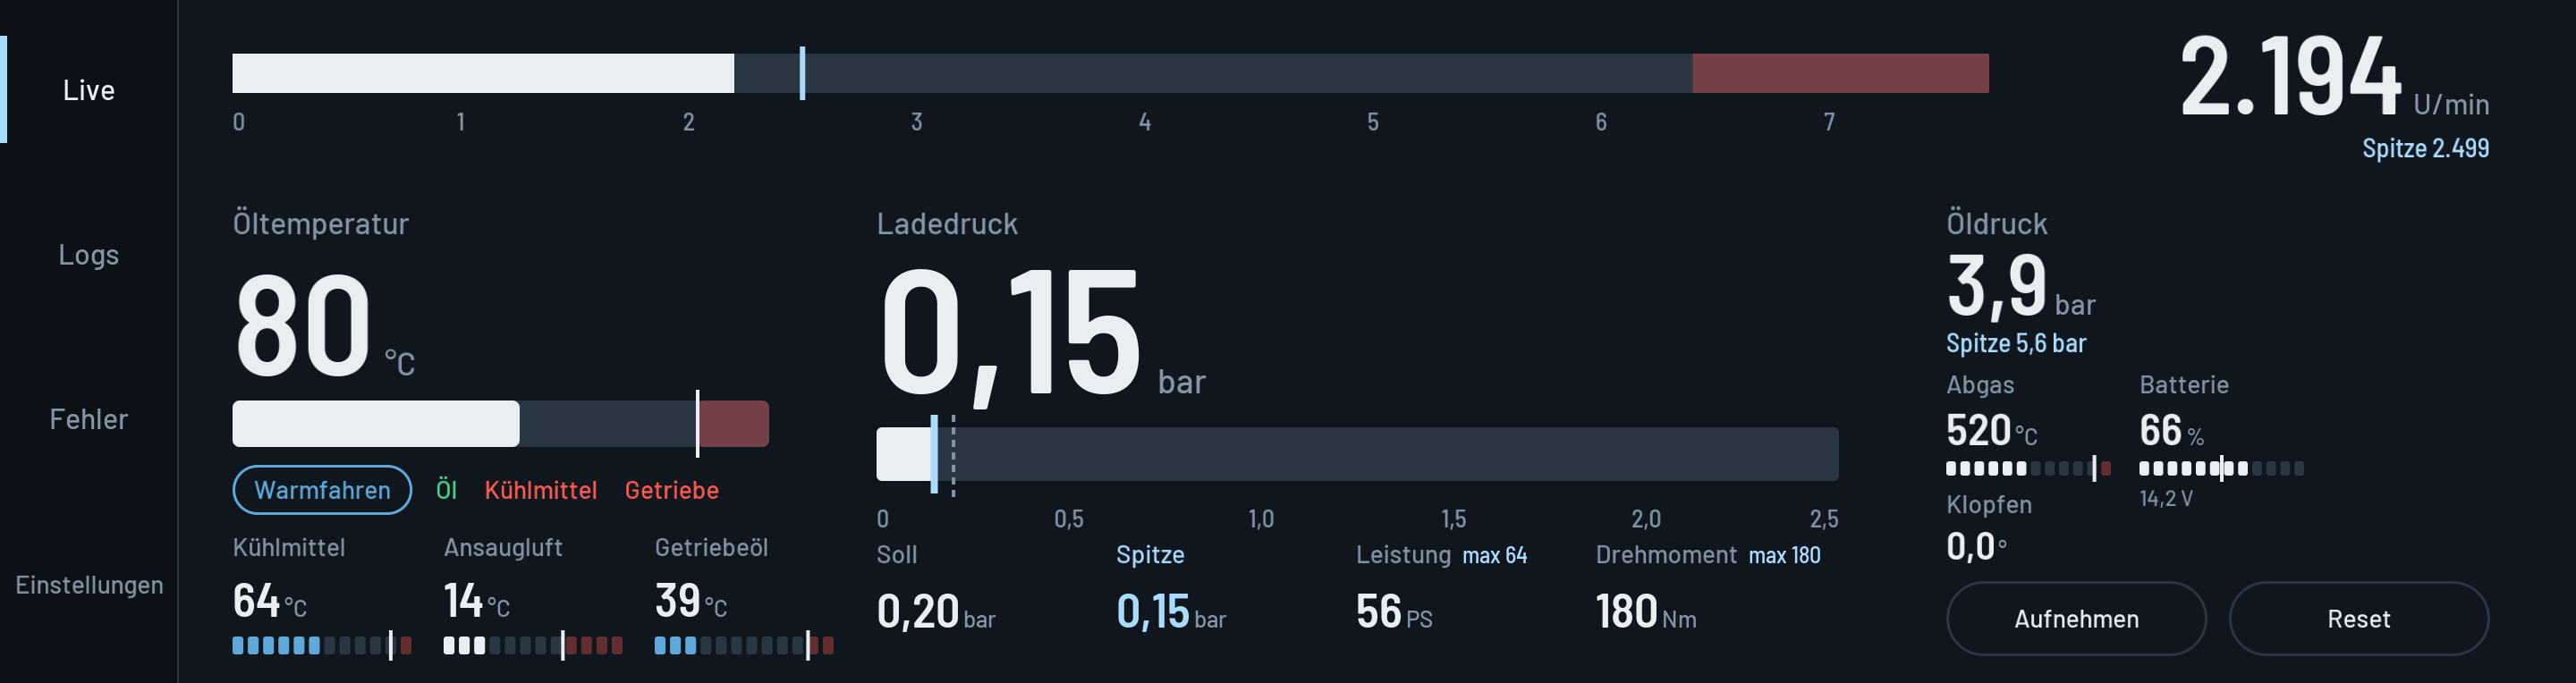 Live
Logs
Fehler
Einstellungen
0 1 2 3 4 5 6 7
2.194 U/min
Spitze 2.499
Öltemperatur
80 °C
Warmfahren Öl Kühlmittel Getriebe
Kühlmittel Ansaugluft Getriebeöl
64 °C 14 °C 39 °C
Ladedruck
0,15 bar
0 0,5 1,0 1,5 2,0 2,5
Soll Spitze Leistung max 64 Drehmoment max 180
0,20 bar 0,15 bar 56 PS 180 Nm
Öldruck
3,9 bar
Spitze 5,6 bar
Abgas Batterie
520 °C 66 %
14,2 V
Klopfen
0,0 °
Aufnehmen Reset